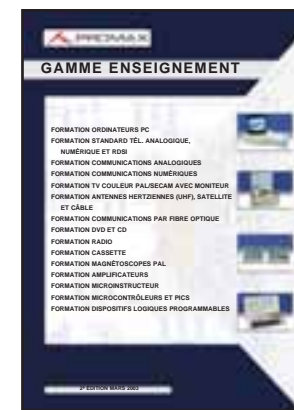 PROMAX
GAMME ENSEIGNEMENT
FORMATION ORDINATEURS PC
FORMATION STANDARD TÉL. ANALOGIQUE,
NUMÉRIQUE ET RDSI
FORMATION COMMUNICATIONS ANALOGIQUES
FORMATION COMMUNICATIONS NUMÉRIQUES
FORMATION TV COULEUR PAL/SECAM AVEC MONITEUR
FORMATION ANTENNES HERTZIENNES (UHF), SATELLITE
ET CÂBLE
FORMATION COMMUNICATIONS PAR FIBRE OPTIQUE
FORMATION DVD ET CD
FORMATION RADIO
FORMATION CASSETTE
FORMATION MAGNÉTOSCOPES PAL
FORMATION AMPLIFICATEURS
FORMATION MICROINSTRUCTEUR
FORMATION MICROCONTRÔLEURS ET PICS
FORMATION DISPOSITIFS LOGIQUES PROGRAMMABLES
2ª EDITION MARS 2003